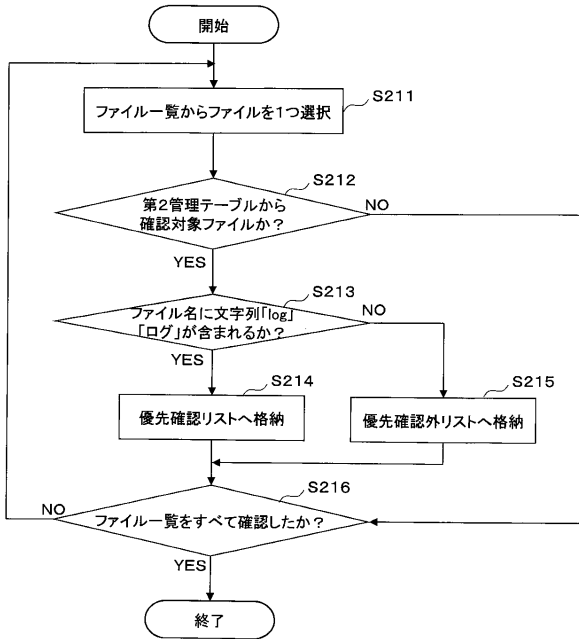 開始
ファイル一覧からファイルを1つ選択
S211
第2管理テーブルから
確認対象ファイルか？
S212
NO
YES
ファイル名に文字列「log」
「ログ」が含まれるか？
S213
NO
YES
優先確認リストへ格納
S214
優先確認外リストへ格納
S215
ファイル一覧をすべて確認したか？
S216
NO
YES
終了